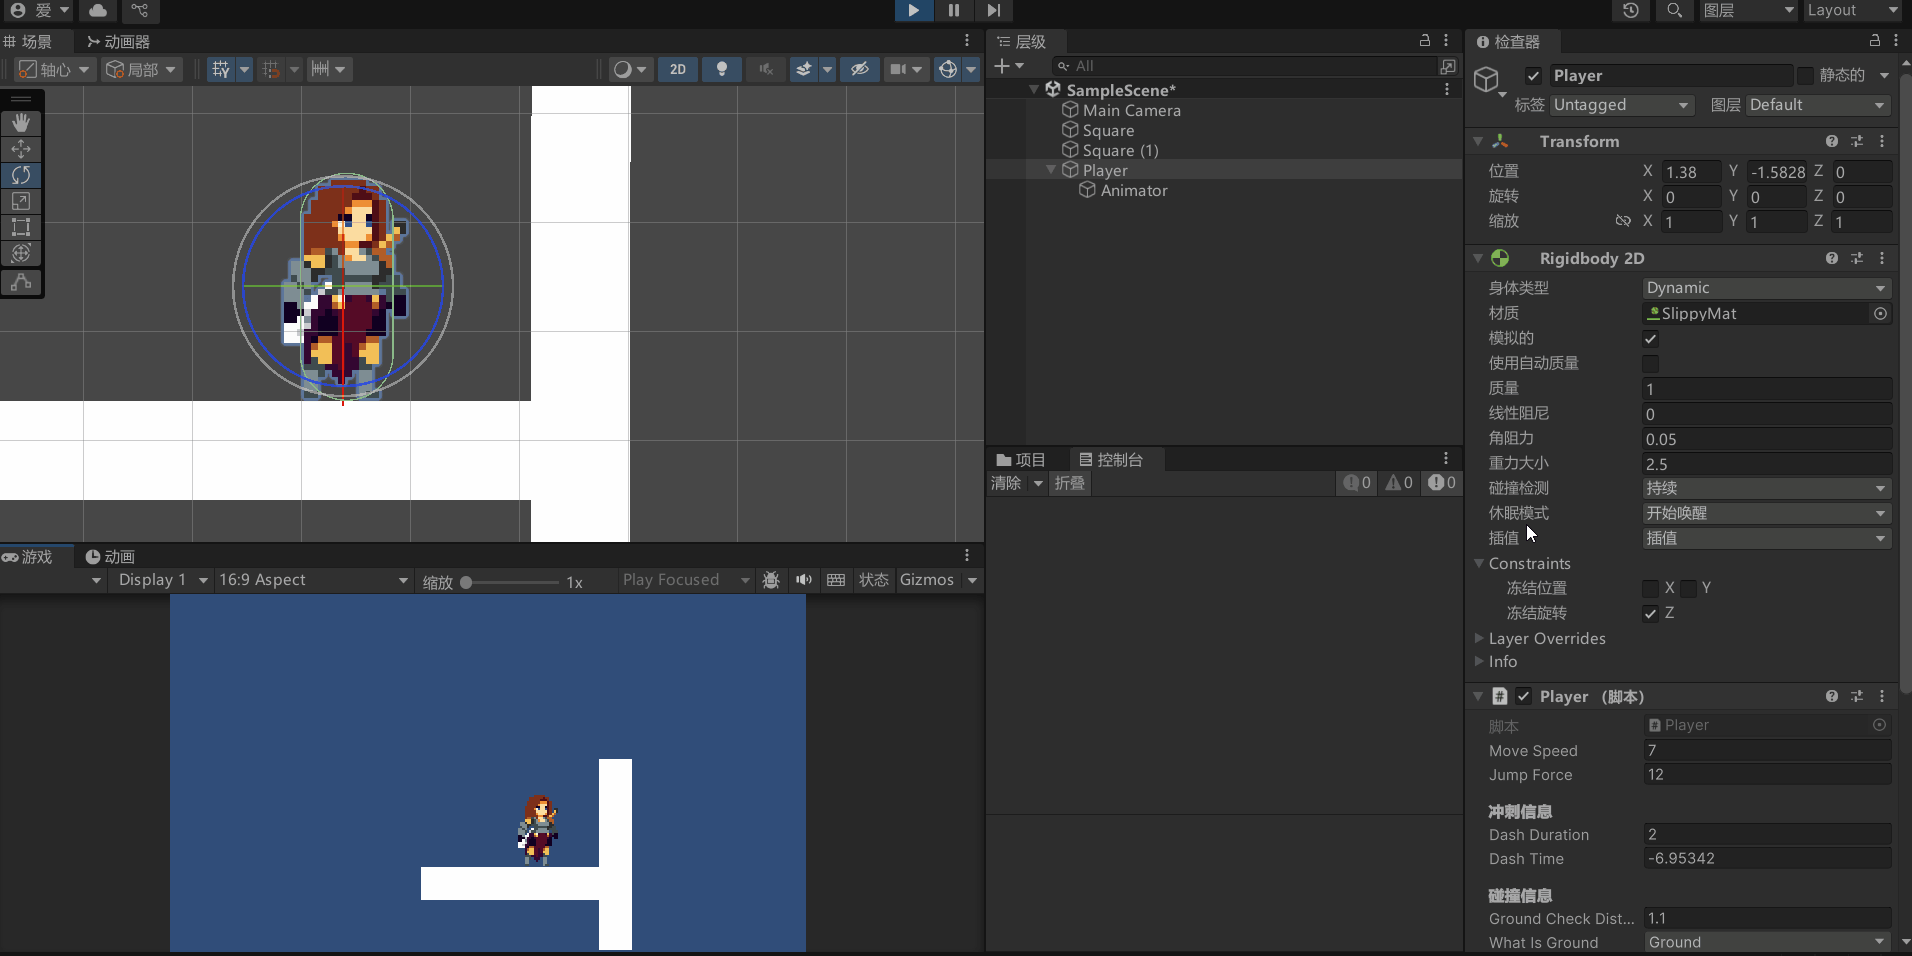 爱
图层
Layout
场景
动画器
轴心
局部
2D
层级
All
SampleScene*
Main Camera
Square
Square (1)
Player
Animator
游戏
动画
Display 1
16:9 Aspect
缩放
1x
Play Focused
状态
Gizmos
项目
控制台
清除
折叠
0
0
0
检查器
Player
静态的
标签
Untagged
图层
Default
Transform
位置 X 1.38 Y -1.5828 Z 0
旋转 X 0 Y 0 Z 0
缩放 X 1 Y 1 Z 1
Rigidbody 2D
身体类型 Dynamic
材质 SlippyMat
模拟的
使用自动质量
质量 1
线性阻尼 0
角阻力 0.05
重力大小 2.5
碰撞检测 持续
休眠模式 开始唤醒
插值 插值
Constraints
冻结位置 X Y
冻结旋转 Z
Layer Overrides
Info
Player （脚本）
脚本 Player
Move Speed 7
Jump Force 12
冲刺信息
Dash Duration 2
Dash Time -6.95342
碰撞信息
Ground Check Dist... 1.1
What Is Ground Ground